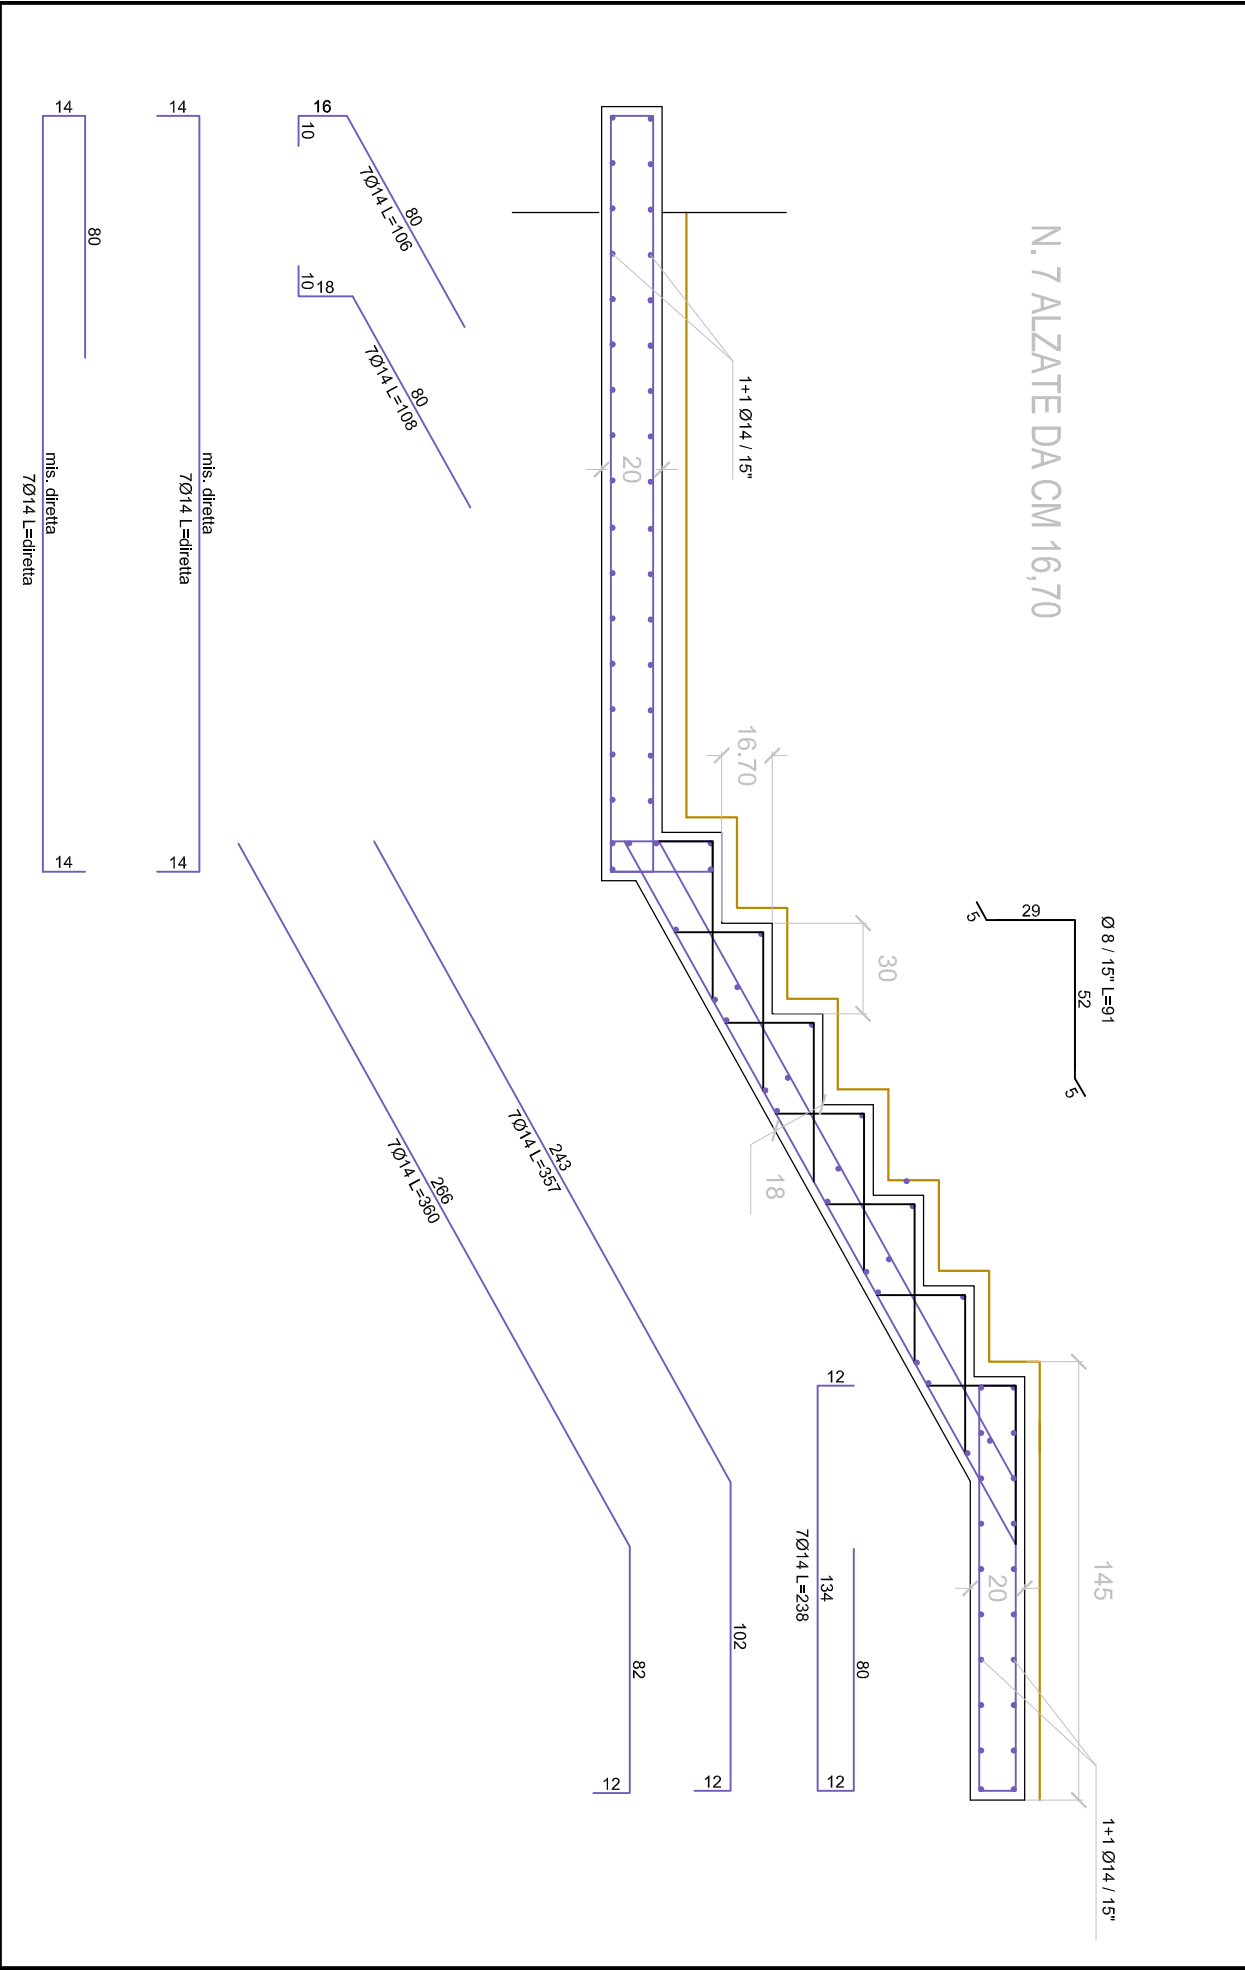 N. 7 ALZATE DA CM 16,70
Ø 8 / 15" L=91
29
52
5
5
145
20
1+1 Ø14 / 15"
30
16.70
18
1+1 Ø14 / 15"
20
12
80
134
7Ø14 L=238
12
102
243
7Ø14 L=357
12
82
266
7Ø14 L=360
12
16
10
80
7Ø14 L=106
10
18
80
7Ø14 L=108
14
mis. diretta
7Ø14 L=diretta
14
14
80
mis. diretta
7Ø14 L=diretta
14